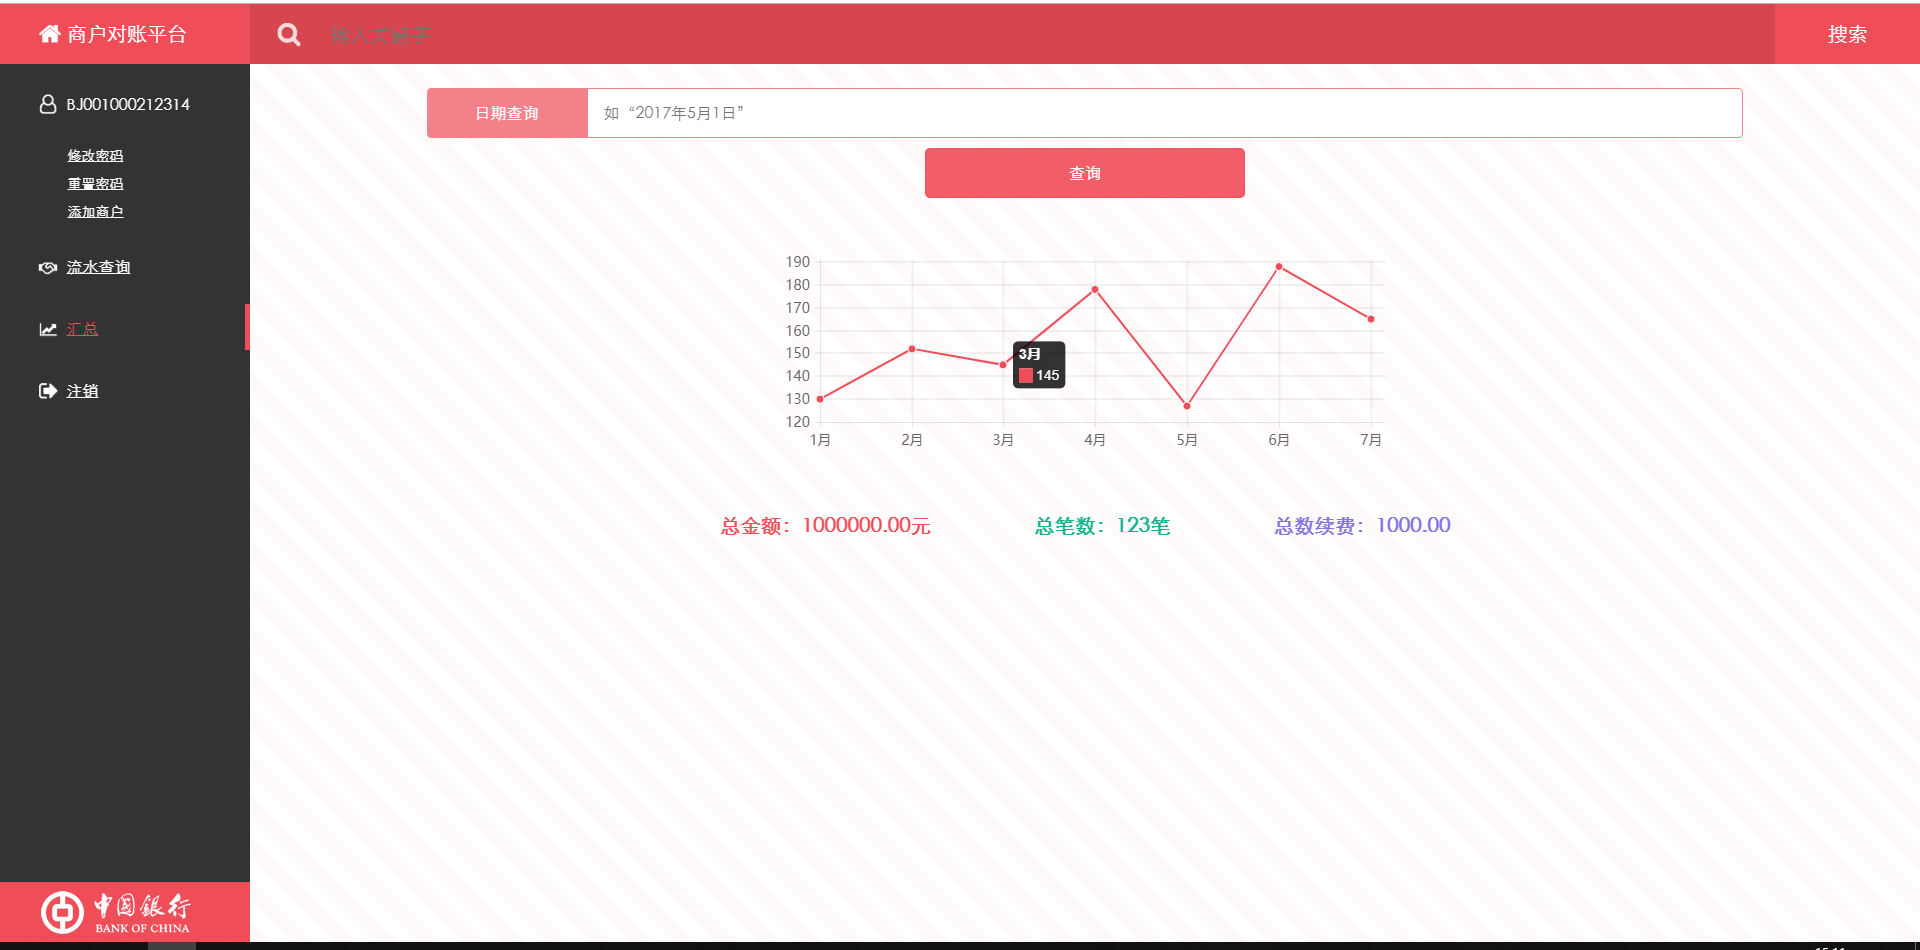 商户对账平台
输入关键字
搜索
BJ001000212314
修改密码
重置密码
添加商户
流水查询
汇总
注销
中国银行
BANK OF CHINA
日期查询
如“2017年5月1日”
查询
190
180
170
160
150
140
130
120
1月
2月
3月
4月
5月
6月
7月
3月
145
总金额：1000000.00元
总笔数：123笔
总数续费：1000.00